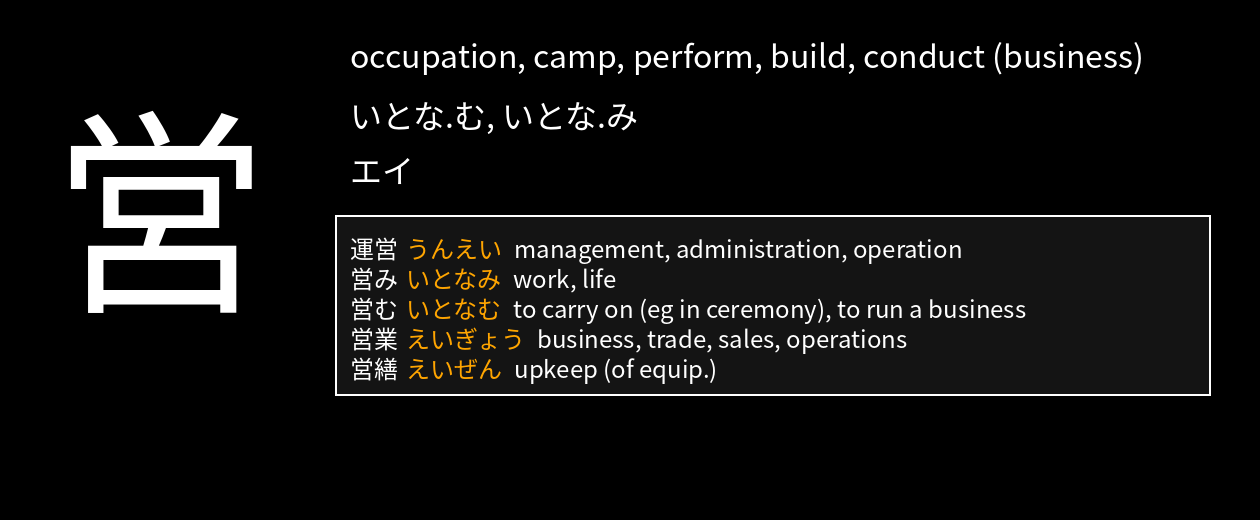 営
occupation, camp, perform, build, conduct (business)
いとな.む, いとな.み
エイ
運営 うんえい management, administration, operation
営み いとなみ work, life
営む いとなむ to carry on (eg in ceremony), to run a business
営業 えいぎょう business, trade, sales, operations
営繕 えいぜん upkeep (of equip.)